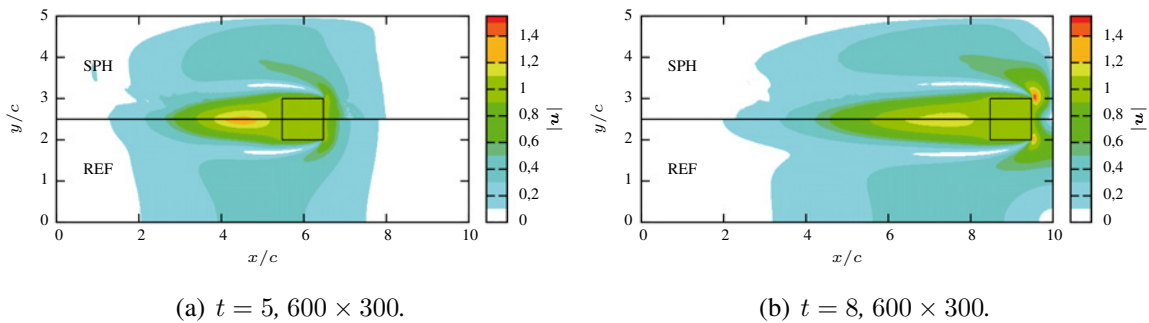 5
4
3
2
1
0
y/c
SPH
REF
0 2 4 6 8 10
x/c
1,4
1,2
1
0,8
0,6
0,4
0,2
0
|u|
(a) t = 5, 600 × 300.
5
4
3
2
1
0
y/c
SPH
REF
0 2 4 6 8 10
x/c
1,4
1,2
1
0,8
0,6
0,4
0,2
0
|u|
(b) t = 8, 600 × 300.